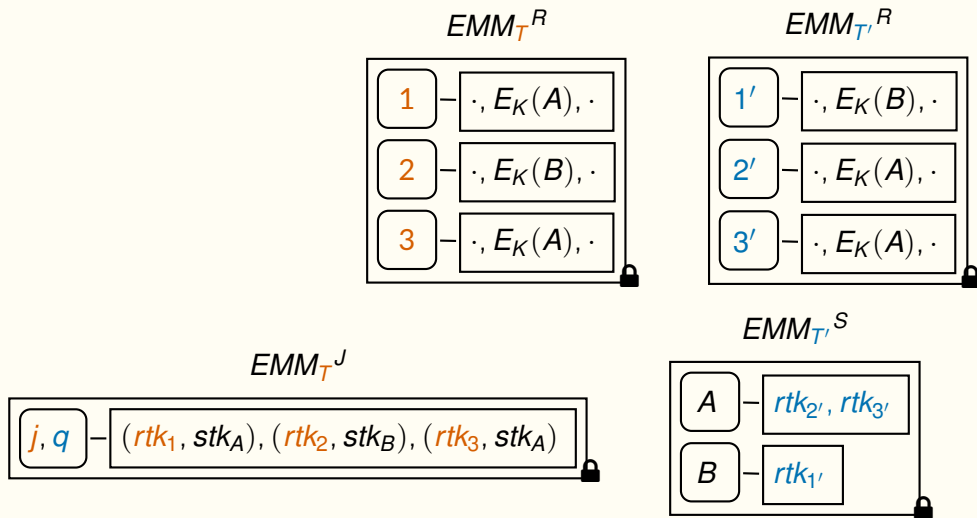 EMM_T^R EMM_T′^R
1 ·, E_K(A), · 1′ ·, E_K(B), ·
2 ·, E_K(B), · 2′ ·, E_K(A), ·
3 ·, E_K(A), · 3′ ·, E_K(A), ·
EMM_T′^S
EMM_T^J
A rtk_2′, rtk_3′
j, q (rtk_1, stk_A), (rtk_2, stk_B), (rtk_3, stk_A)
B rtk_1′